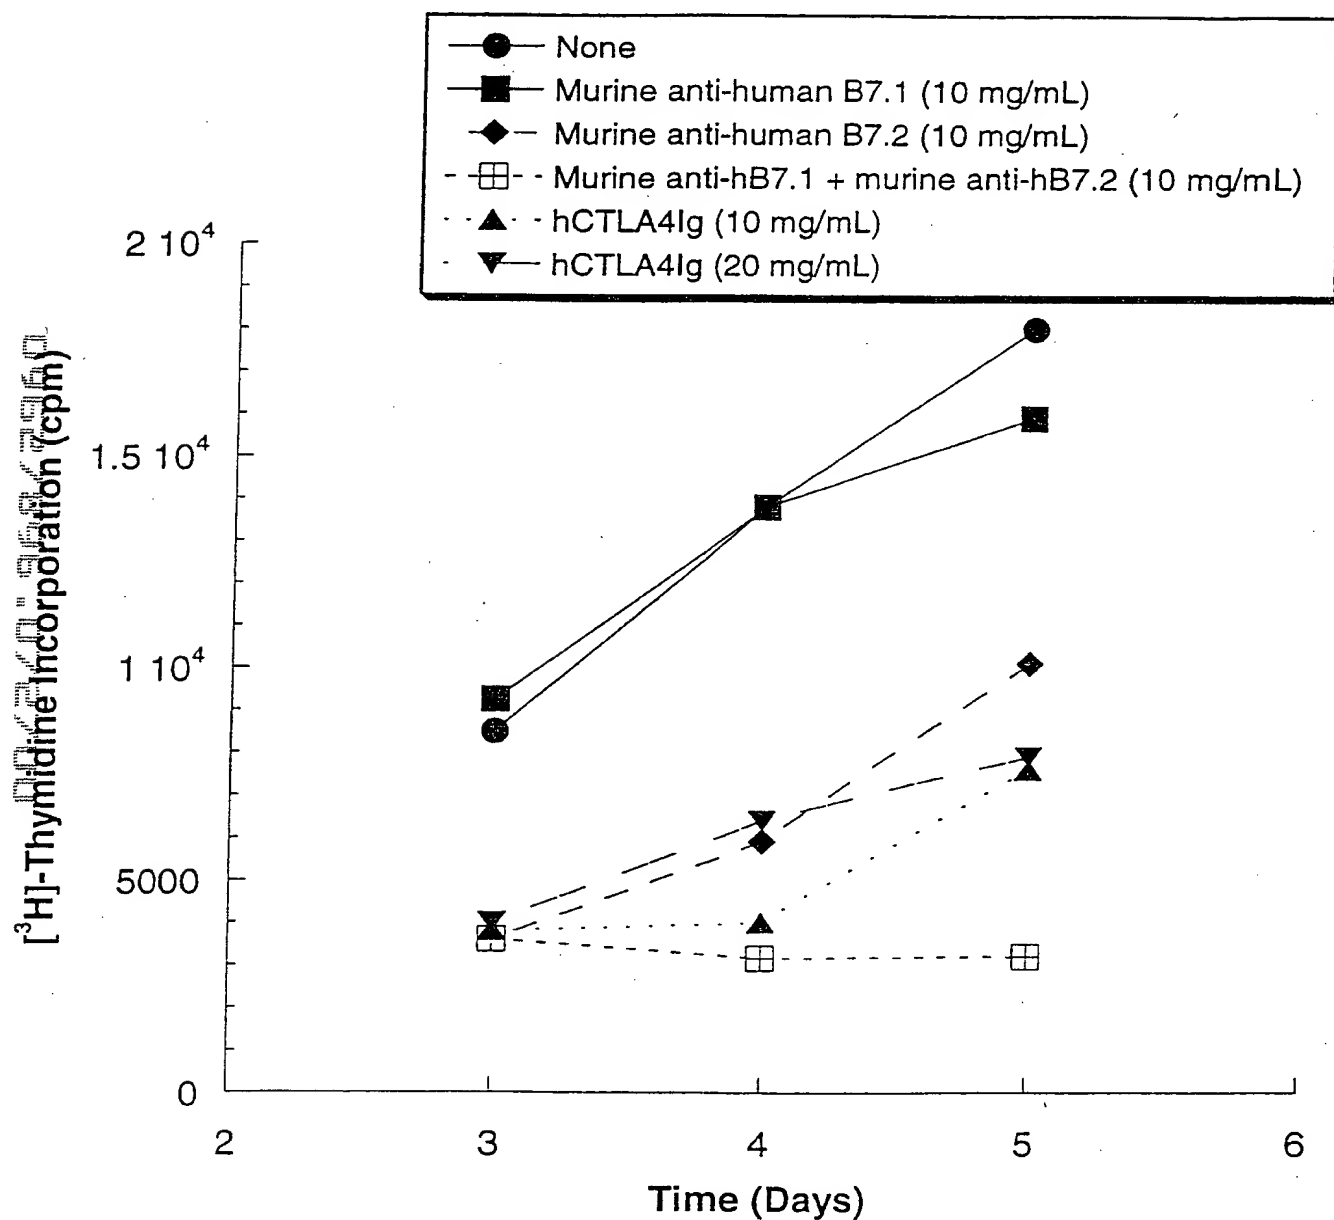 None
Murine anti-human B7.1 (10 mg/mL)
Murine anti-human B7.2 (10 mg/mL)
Murine anti-hB7.1 + murine anti-hB7.2 (10 mg/mL)
hCTLA4Ig (10 mg/mL)
hCTLA4Ig (20 mg/mL)
2 10⁴
1.5 10⁴
1 10⁴
5000
0
[³H]-Thymidine Incorporation (cpm)
2 3 4 5 6
Time (Days)